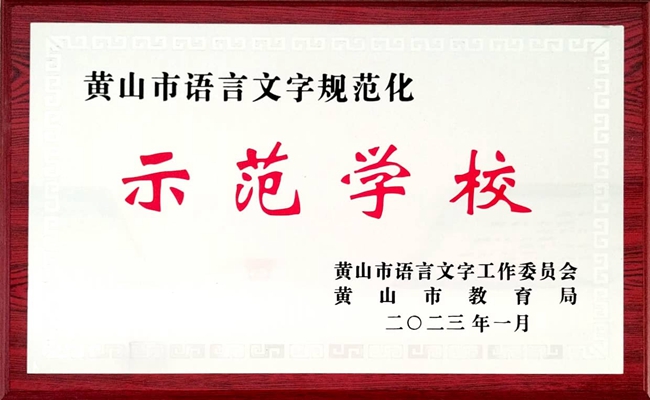 黄山市语言文字规范化
示范学校
黄山市语言文字工作委员会
黄山市教育局
二〇二三年一月